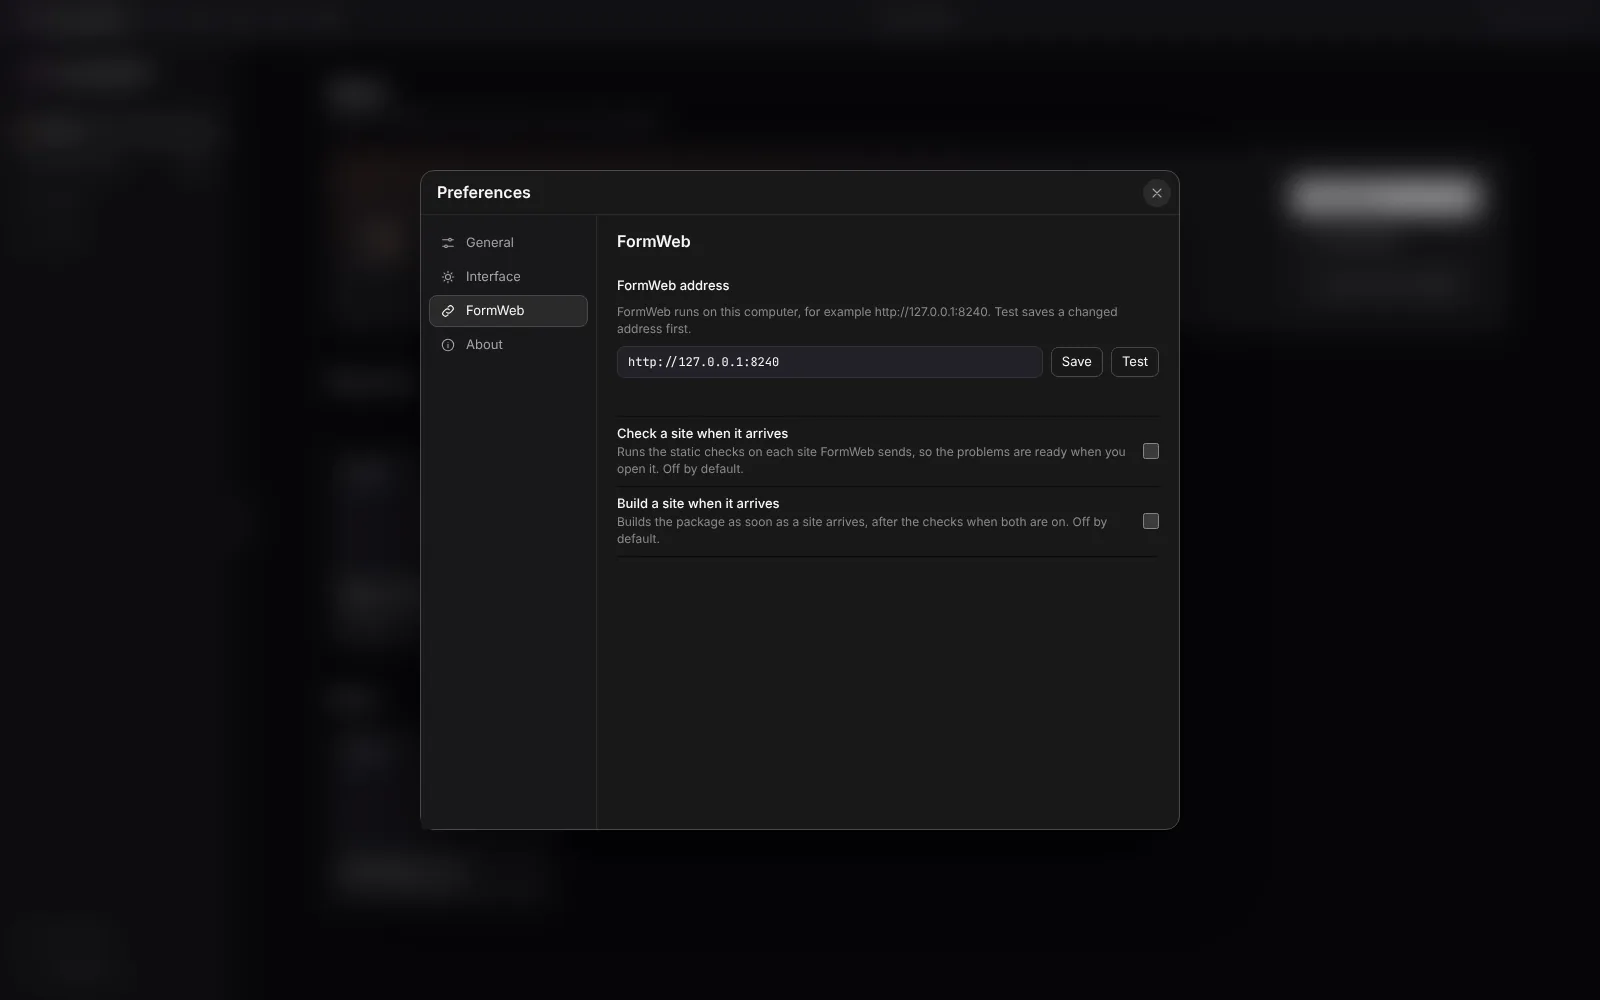 Preferences
General
Interface
FormWeb
About
FormWeb
FormWeb address
FormWeb runs on this computer, for example http://127.0.0.1:8240. Test saves a changed
address first.
http://127.0.0.1:8240
Save
Test
Check a site when it arrives
Runs the static checks on each site FormWeb sends, so the problems are ready when you
open it. Off by default.
Build a site when it arrives
Builds the package as soon as a site arrives, after the checks when both are on. Off by
default.